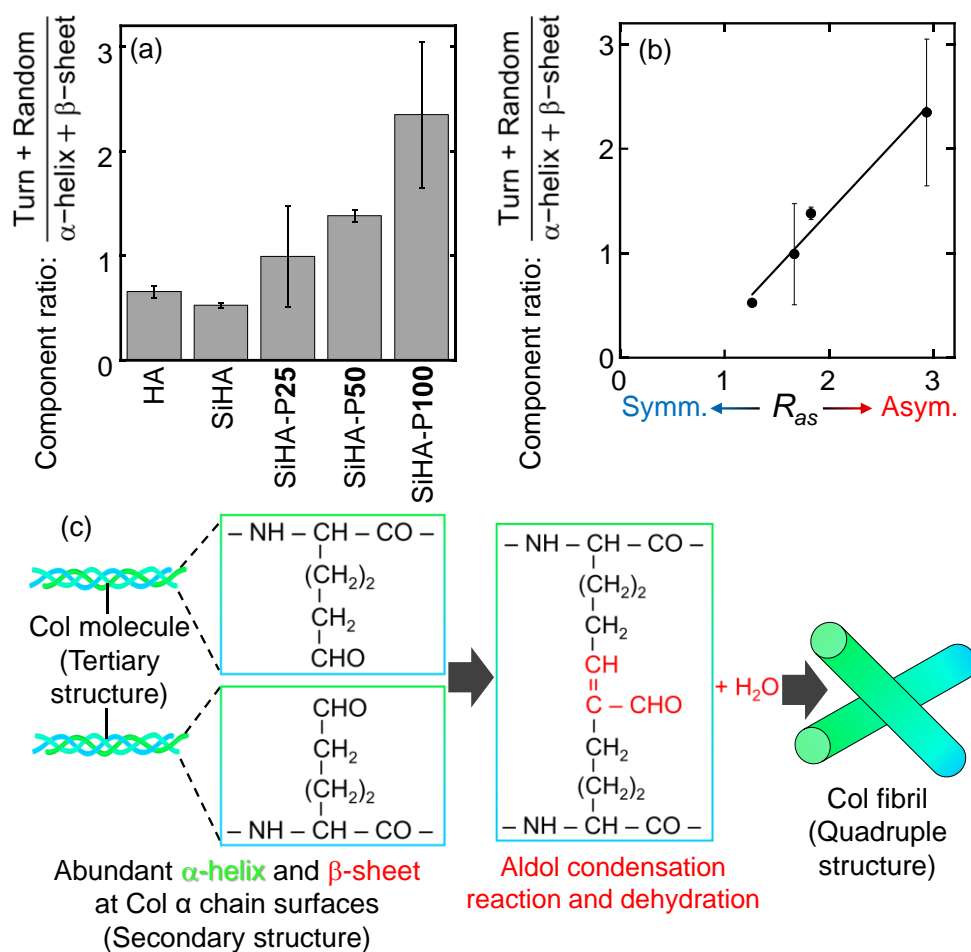 (a)
Component ratio: Turn + Random
α−helix + β−sheet
3
2
1
0
HA
SiHA
SiHA-P25
SiHA-P50
SiHA-P100
(b)
Component ratio: Turn + Random
α−helix + β−sheet
3
2
1
0
0 1 2 3
Symm. Ras Asym.
(c)
Col molecule
(Tertiary
structure)
– NH – CH – CO –
(CH2)2
CH2
CHO
CHO
CH2
(CH2)2
– NH – CH – CO –
Abundant α-helix and β-sheet
at Col α chain surfaces
(Secondary structure)
– NH – CH – CO –
(CH2)2
CH2
CH
C – CHO
CH2
(CH2)2
– NH – CH – CO –
Aldol condensation
reaction and dehydration
+ H2O
Col fibril
(Quadruple
structure)